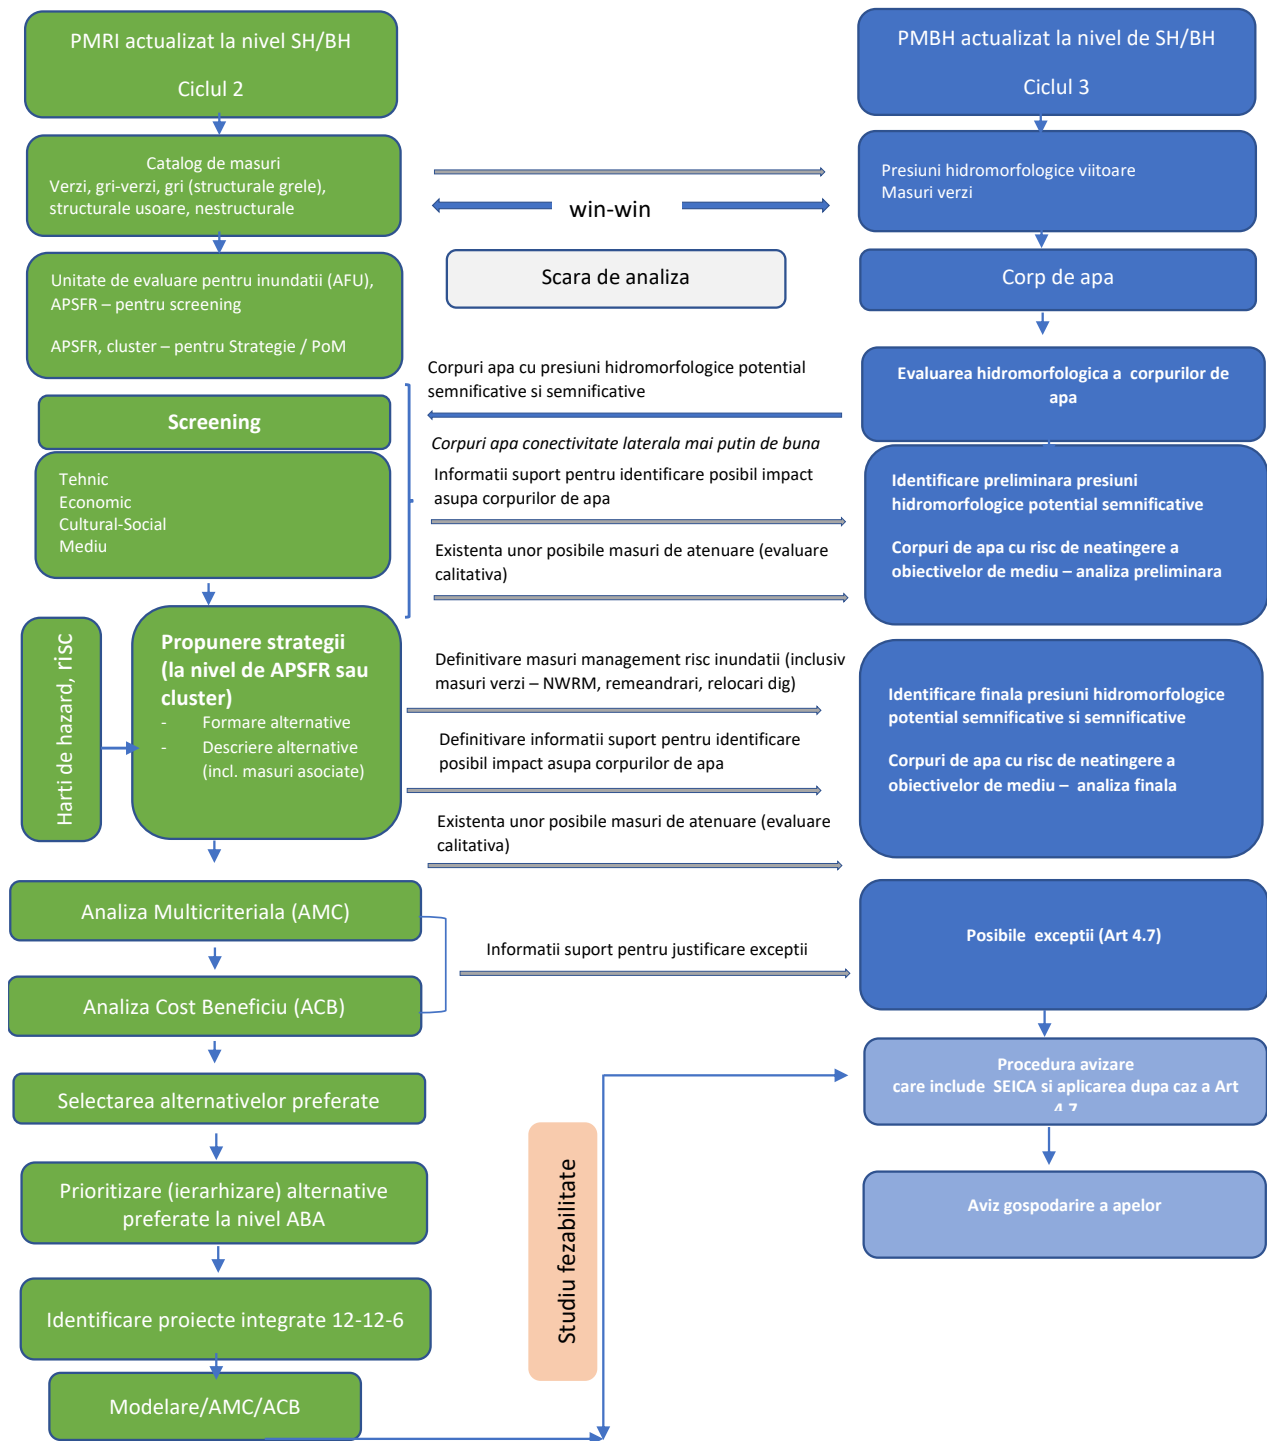 PMRI actualizat la nivel SH/BH
Ciclul 2
PMBH actualizat la nivel de SH/BH
Ciclul 3
Catalog de masuri
Verzi, gri-verzi, gri (structurale grele),
structurale usoare, nestructurale
win-win
Presiuni hidromorfologice viitoare
Masuri verzi
Unitate de evaluare pentru inundatii (AFU),
APSFR – pentru screening
APSFR, cluster – pentru Strategie / PoM
Scara de analiza
Corp de apa
Corpuri apa cu presiuni hidromorfologice potential
semnificative si semnificative
Evaluarea hidromorfologica a  corpurilor de
apa
Screening
Corpuri apa conectivitate laterala mai putin de buna
Informatii suport pentru identificare posibil impact
asupa corpurilor de apa
Tehnic
Economic
Cultural-Social
Mediu
Existenta unor posibile masuri de atenuare (evaluare
calitativa)
Identificare preliminara presiuni
hidromorfologice potential semnificative
Corpuri de apa cu risc de neatingere a
obiectivelor de mediu – analiza preliminara
Harti de hazard, risc
Propunere strategii
(la nivel de APSFR sau
cluster)
- Formare alternative
- Descriere alternative
(incl. masuri asociate)
Definitivare masuri management risc inundatii (inclusiv
masuri verzi – NWRM, remeandrari, relocari dig)
Definitivare informatii suport pentru identificare
posibil impact asupa corpurilor de apa
Existenta unor posibile masuri de atenuare (evaluare
calitativa)
Identificare finala presiuni hidromorfologice
potential semnificative si semnificative
Corpuri de apa cu risc de neatingere a
obiectivelor de mediu –  analiza finala
Analiza Multicriteriala (AMC)
Informatii suport pentru justificare exceptii
Posibile  exceptii (Art 4.7)
Analiza Cost Beneficiu (ACB)
Selectarea alternativelor preferate
Procedura avizare
care include  SEICA si aplicarea dupa caz a Art
4.7
Prioritizare (ierarhizare) alternative
preferate la nivel ABA
Studiu fezabilitate
Aviz gospodarire a apelor
Identificare proiecte integrate 12-12-6
Modelare/AMC/ACB